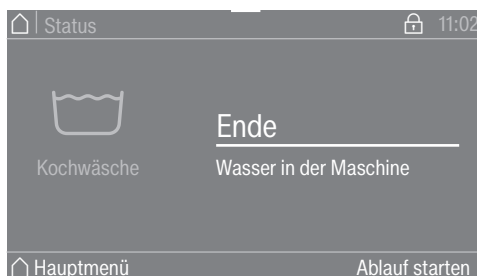 Status 11:02
Ende
Kochwäsche Wasser in der Maschine
Hauptmenü Ablauf starten